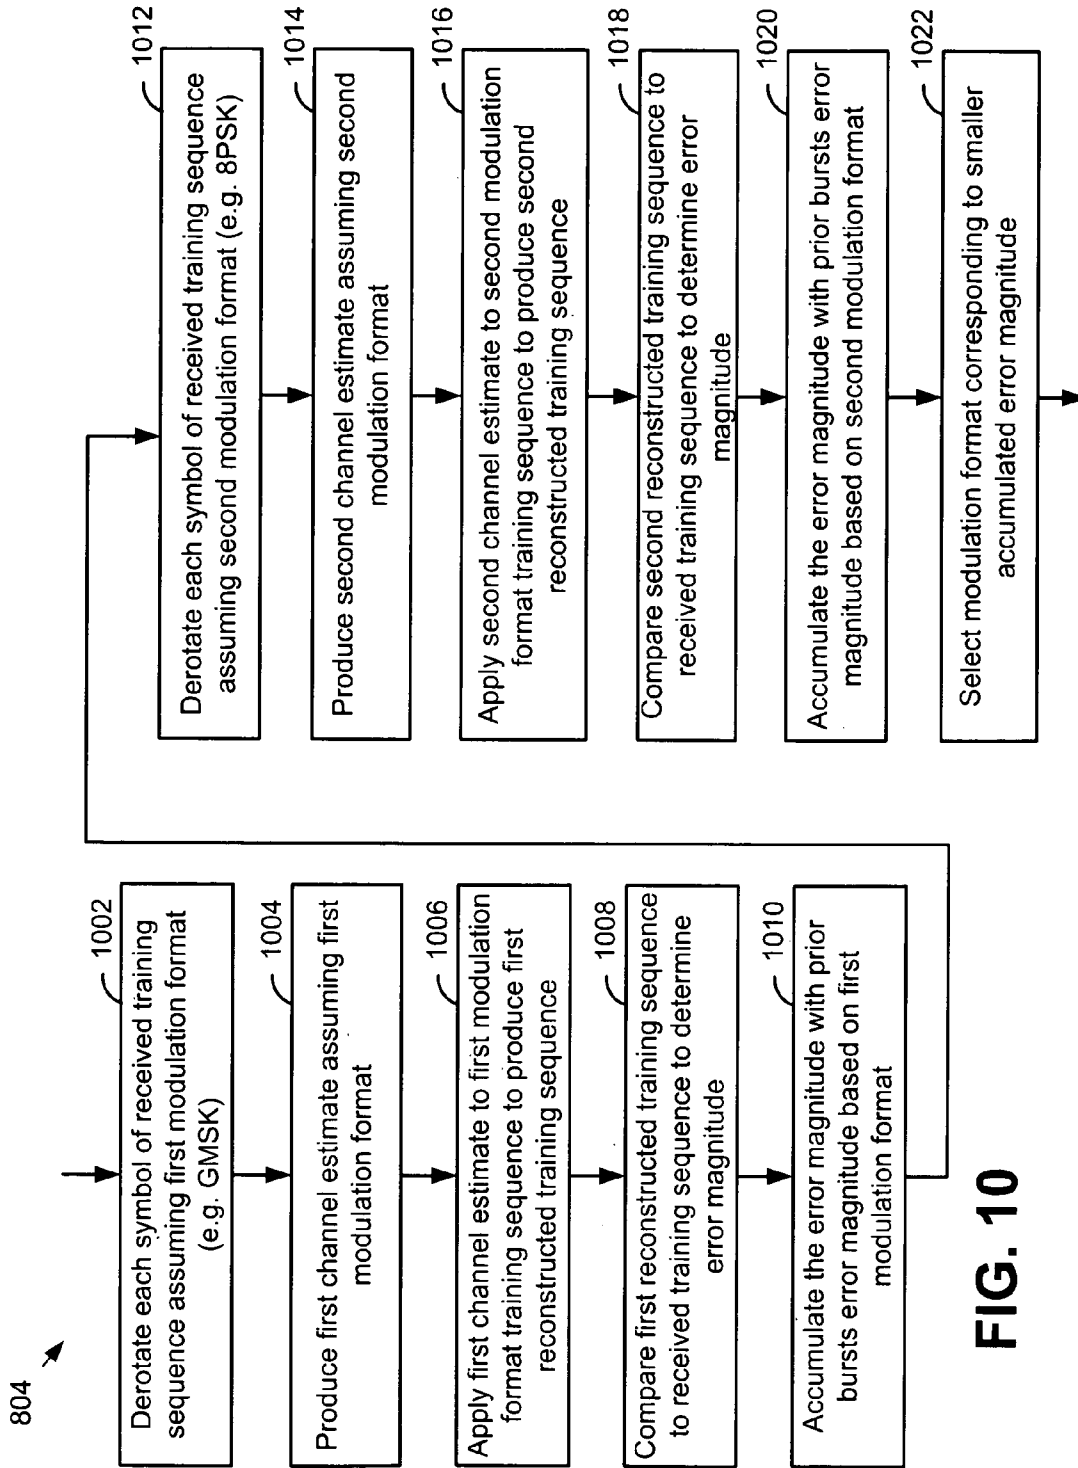 804
1002
Derotate each symbol of received training
sequence assuming first modulation format
(e.g. GMSK)
1004
Produce first channel estimate assuming first
modulation format
1006
Apply first channel estimate to first modulation
format training sequence to produce first
reconstructed training sequence
1008
Compare first reconstructed training sequence
to received training sequence to determine
error magnitude
1010
Accumulate the error magnitude with prior
bursts error magnitude based on first
modulation format
1012
Derotate each symbol of received training sequence
assuming second modulation format (e.g. 8PSK)
1014
Produce second channel estimate assuming second
modulation format
1016
Apply second channel estimate to second modulation
format training sequence to produce second
reconstructed training sequence
1018
Compare second reconstructed training sequence to
received training sequence to determine error
magnitude
1020
Accumulate the error magnitude with prior bursts error
magnitude based on second modulation format
1022
Select modulation format corresponding to smaller
accumulated error magnitude
FIG. 10